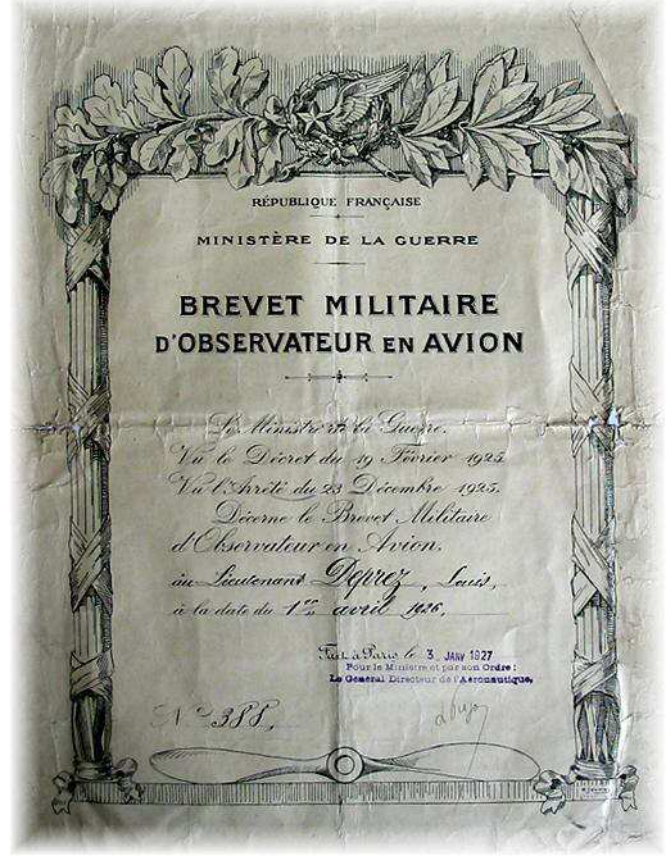 RÉPUBLIQUE FRANÇAISE
MINISTÈRE DE LA GUERRE
BREVET MILITAIRE
D'OBSERVATEUR EN AVION
Le Ministre de la Guerre,
Vu le Décret du 19 Février 1925
Vu l'Arrêté du 23 Décembre 1925.
Décerne le Brevet Militaire
d'Observateur en Avion,
au Lieutenant Deprez, Louis,
à la date du 1er avril 1926,
Fait à Paris le 3 JANV 1927
Pour le Ministre et par son Ordre :
Le Général Directeur de l'Aéronautique,
N° 388,